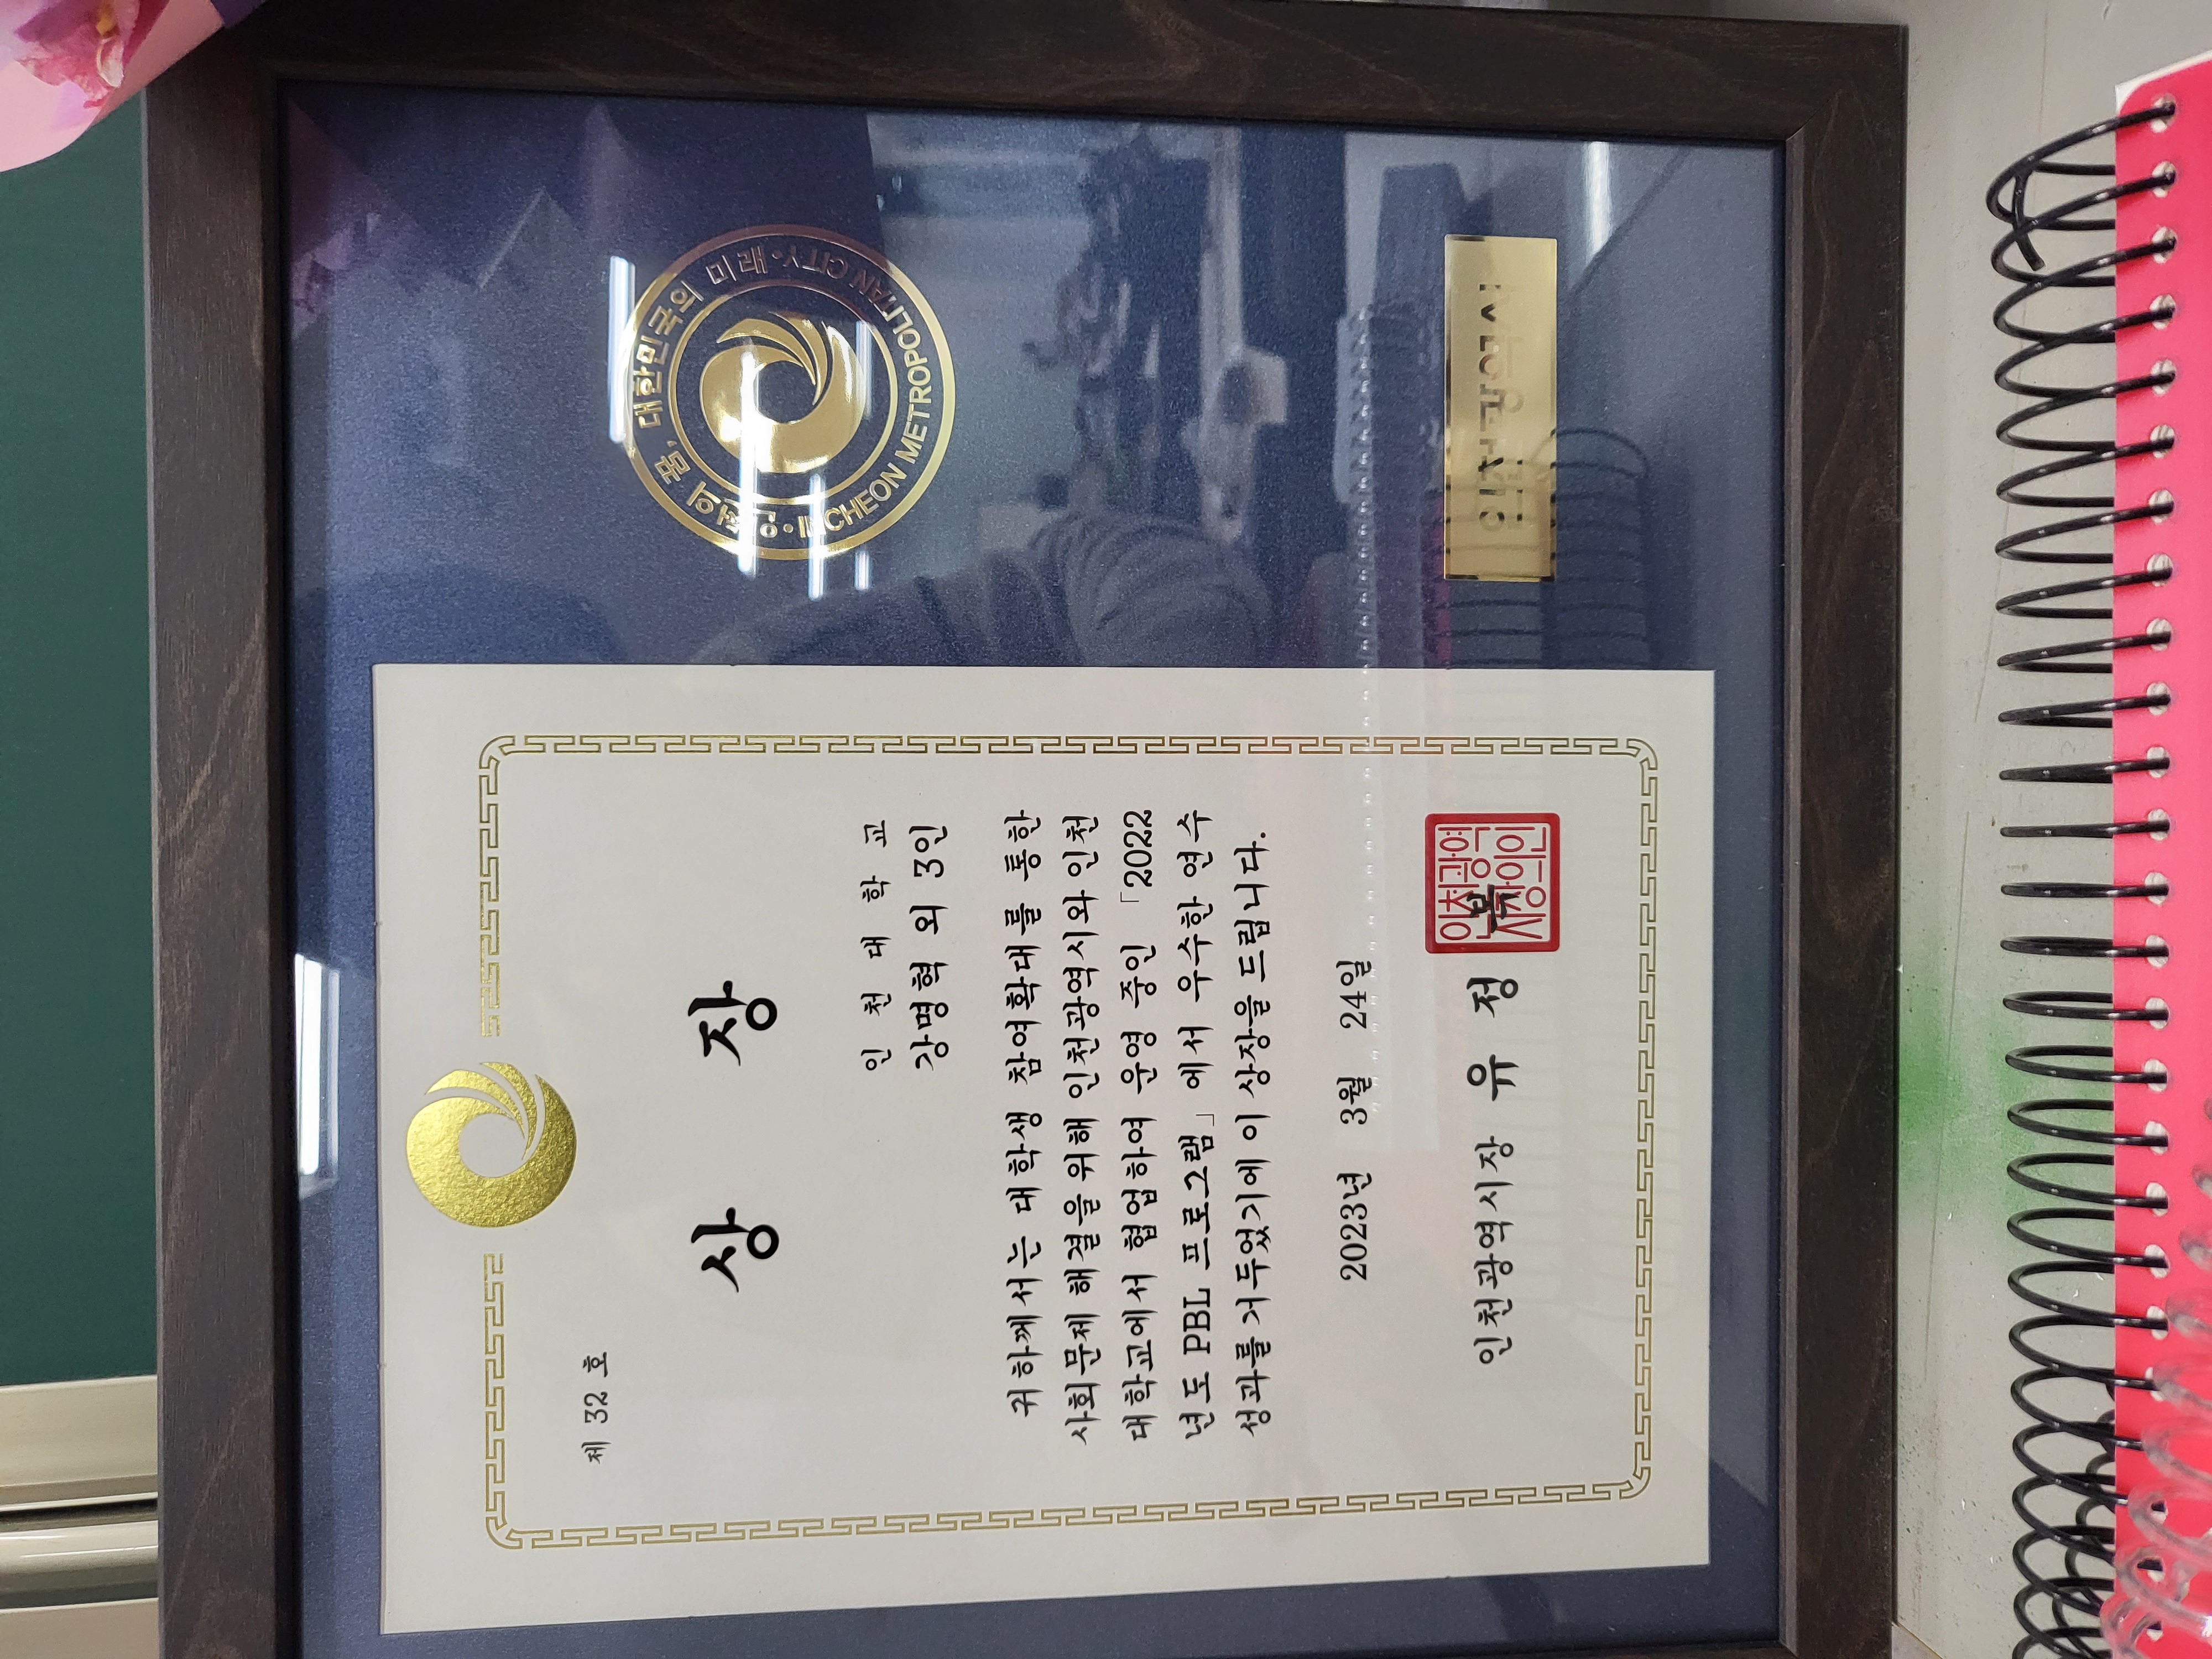 제 32 호
상 장
인 천 대 학 교
강명혁 외 3인
귀하께서는 대학생 참여확대를 통한
사회문제 해결을 위해 인천광역시와 인천
대학교에서 협업하여 운영 중인 「2022
년도 PBL 프로그램」에서 우수한 연수
성과를 거두었기에 이 상장을 드립니다.
2023년 3월 24일
인천광역시장 유 정 복
인천광역
시장의인
·인천의 꿈, 대한민국의 미래·
INCHEON METROPOLITAN CITY
인천광역시